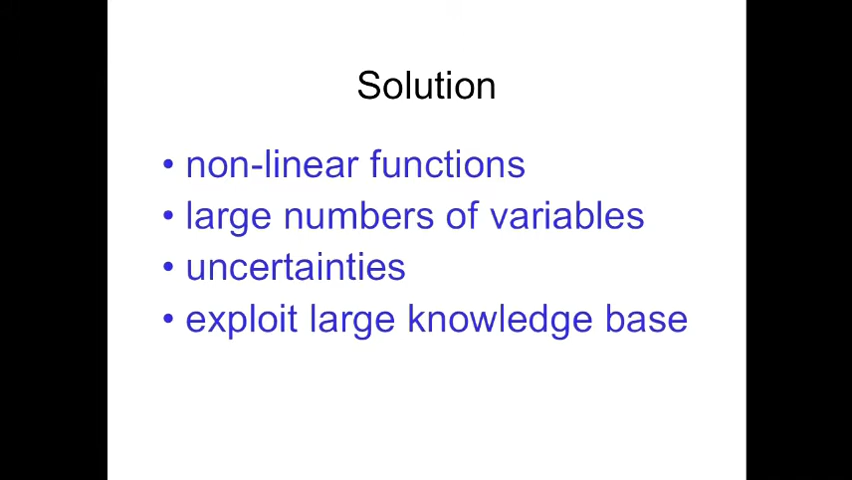 Solution
• non-linear functions
• large numbers of variables
• uncertainties
• exploit large knowledge base